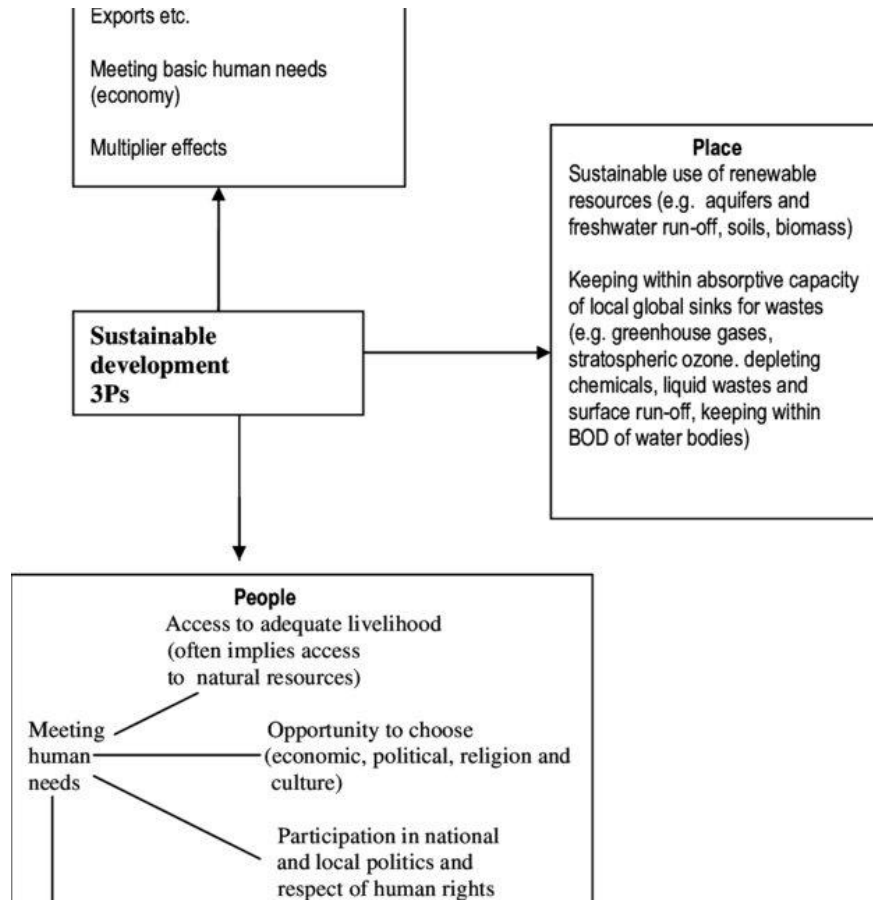 Exports etc.
Meeting basic human needs
(economy)
Multiplier effects
Place
Sustainable use of renewable
resources (e.g. aquifers and
freshwater run-off, soils, biomass)
Keeping within absorptive capacity
of local global sinks for wastes
(e.g. greenhouse gases,
stratospheric ozone. depleting
chemicals, liquid wastes and
surface run-off, keeping within
BOD of water bodies)
Sustainable
development
3Ps
People
Access to adequate livelihood
(often implies access
to natural resources)
Meeting
human
needs
Opportunity to choose
(economic, political, religion and
culture)
Participation in national
and local politics and
respect of human rights